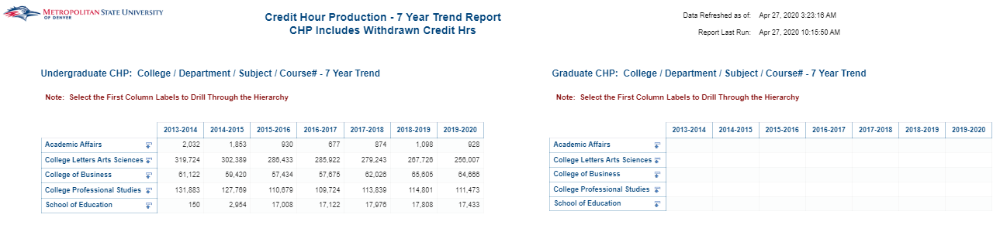 METROPOLITAN STATE UNIVERSITY
OF DENVER
Credit Hour Production - 7 Year Trend Report
CHP Includes Withdrawn Credit Hrs
Data Refreshed as of: Apr 27, 2020 3:23:16 AM
Report Last Run: Apr 27, 2020 10:15:50 AM
Undergraduate CHP: College / Department / Subject / Course# - 7 Year Trend
Note: Select the First Column Labels to Drill Through the Hierarchy
2013-2014 2014-2015 2015-2016 2016-2017 2017-2018 2018-2019 2019-2020
Academic Affairs 2,032 1,853 930 677 874 1,098 928
College Letters Arts Sciences 319,724 302,389 286,433 285,922 279,243 267,726 256,007
College of Business 61,122 59,420 57,434 57,675 62,026 65,605 64,666
College Professional Studies 131,883 127,769 110,679 109,724 113,839 114,801 111,473
School of Education 150 2,954 17,008 17,122 17,976 17,808 17,433
Graduate CHP: College / Department / Subject / Course# - 7 Year Trend
Note: Select the First Column Labels to Drill Through the Hierarchy
2013-2014 2014-2015 2015-2016 2016-2017 2017-2018 2018-2019 2019-2020
Academic Affairs
College Letters Arts Sciences
College of Business
College Professional Studies
School of Education